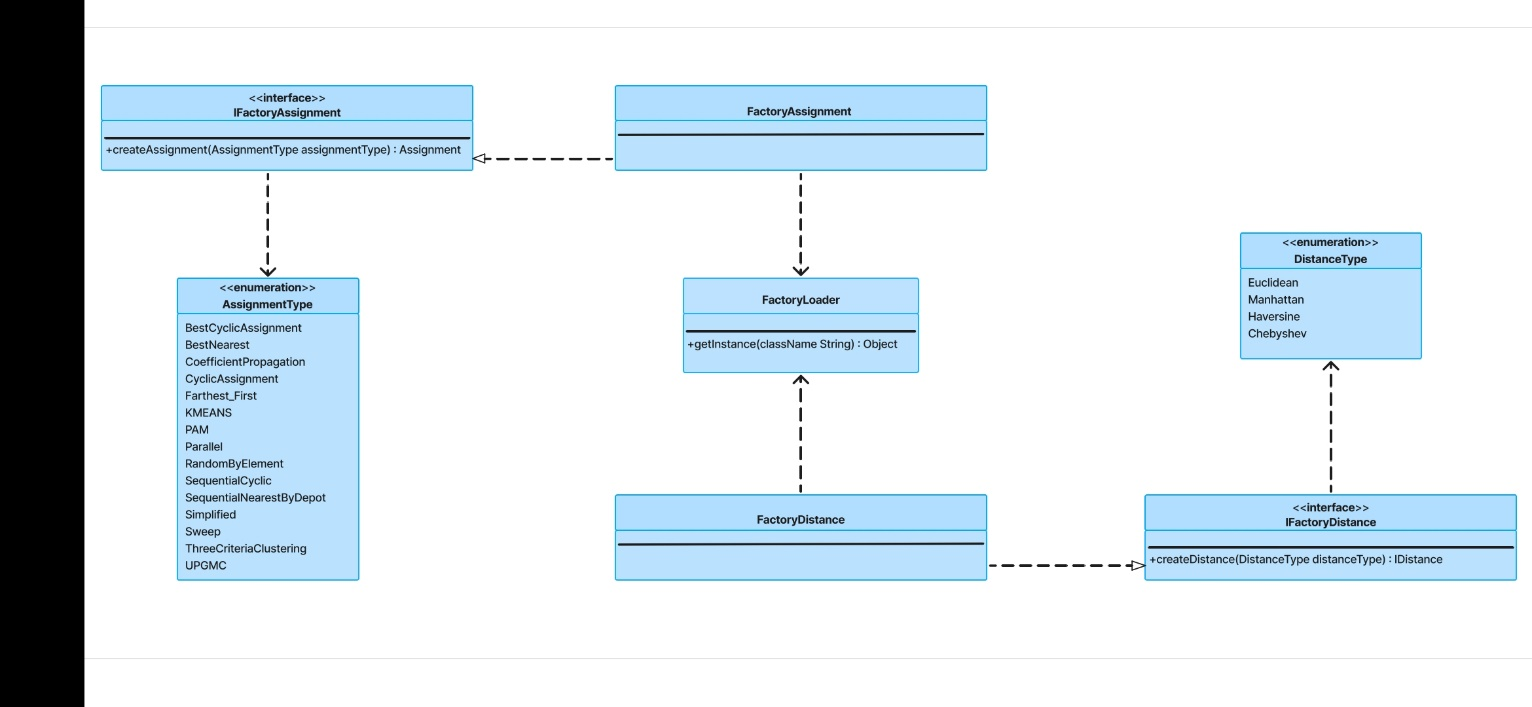 <<interface>>
IFactoryAssignment
+createAssignment(AssignmentType assignmentType) : Assignment
FactoryAssignment
<<enumeration>>
AssignmentType
BestCyclicAssignment
BestNearest
CoefficientPropagation
CyclicAssignment
Farthest_First
KMEANS
PAM
Parallel
RandomByElement
SequentialCyclic
SequentialNearestByDepot
Simplified
Sweep
ThreeCriteriaClustering
UPGMC
FactoryLoader
+getInstance(className String) : Object
<<enumeration>>
DistanceType
Euclidean
Manhattan
Haversine
Chebyshev
FactoryDistance
<<interface>>
IFactoryDistance
+createDistance(DistanceType distanceType) : IDistance